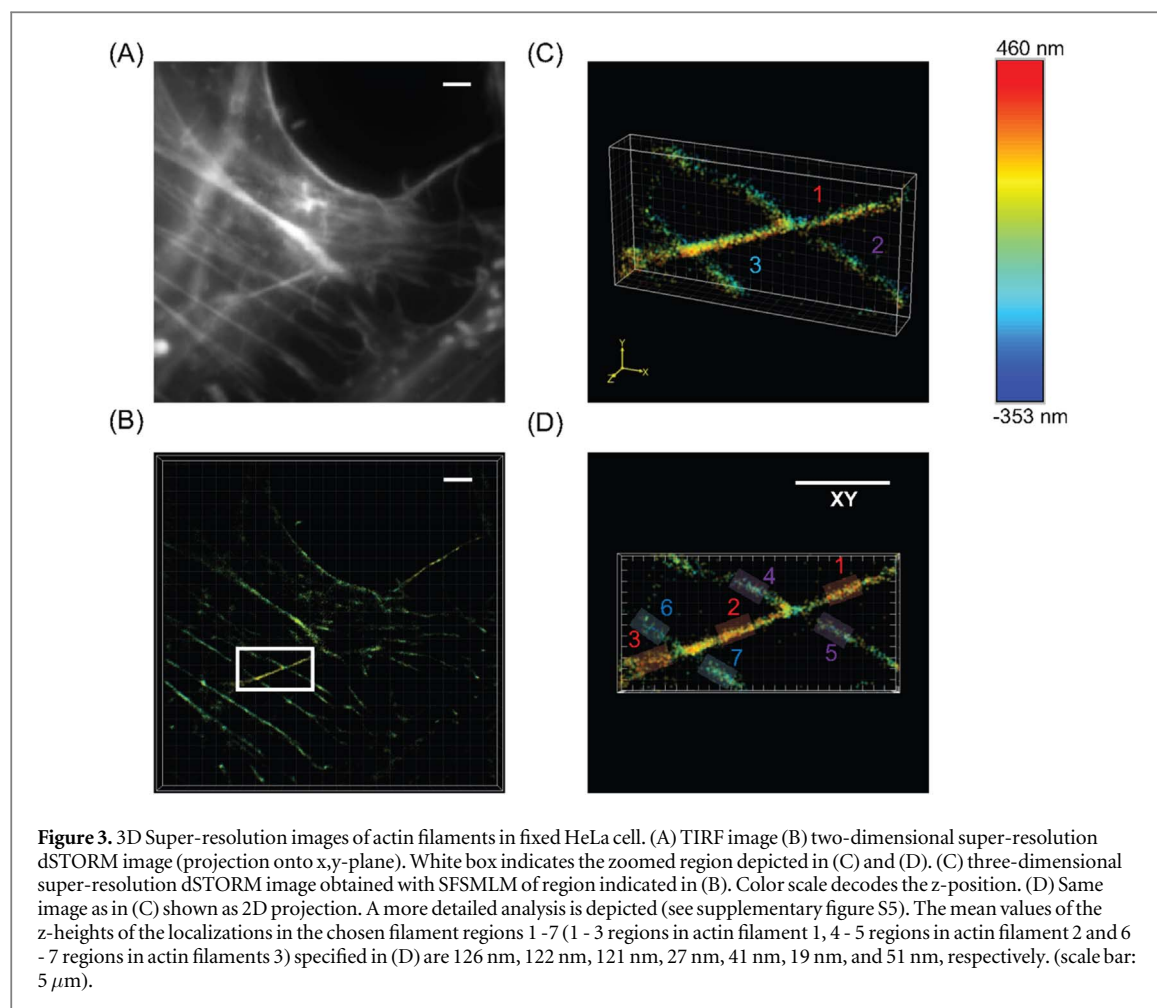 (A)
(C)
460 nm
1
2
3
Y
X
Z
-353 nm
(B)
(D)
XY
1
4
2
6
3
5
7
Figure 3. 3D Super-resolution images of actin filaments in fixed HeLa cell. (A) TIRF image (B) two-dimensional super-resolution
dSTORM image (projection onto x,y-plane). White box indicates the zoomed region depicted in (C) and (D). (C) three-dimensional
super-resolution dSTORM image obtained with SFSMLM of region indicated in (B). Color scale decodes the z-position. (D) Same
image as in (C) shown as 2D projection. A more detailed analysis is depicted (see supplementary figure S5). The mean values of the
z-heights of the localizations in the chosen filament regions 1 -7 (1 - 3 regions in actin filament 1, 4 - 5 regions in actin filament 2 and 6
- 7 regions in actin filaments 3) specified in (D) are 126 nm, 122 nm, 121 nm, 27 nm, 41 nm, 19 nm, and 51 nm, respectively. (scale bar:
5 μm).